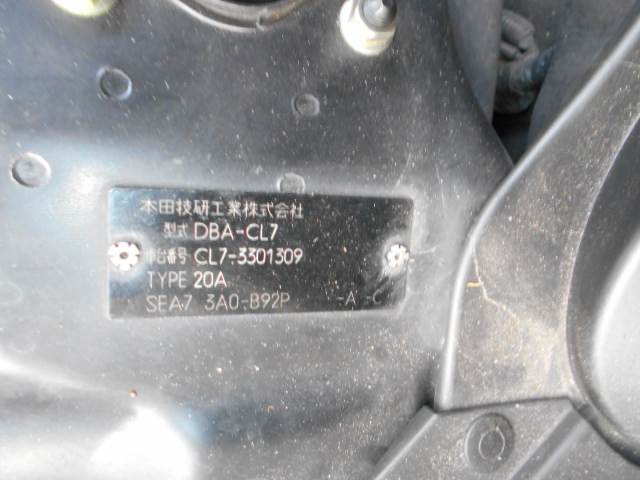 本田技研工業株式会社
型式 DBA-CL7
車台番号 CL7-3301309
TYPE 20A
SEA7 3A0-B92P -A -C